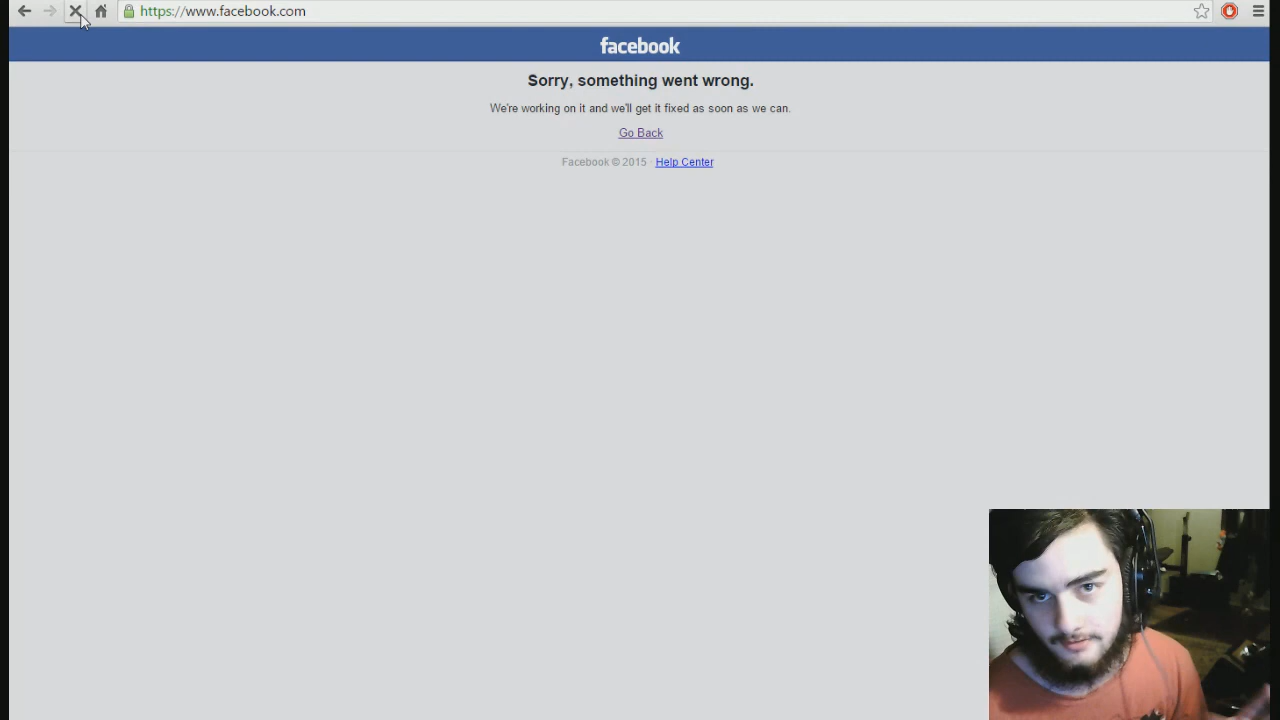 https://www.facebook.com
facebook
Sorry, something went wrong.
We're working on it and we'll get it fixed as soon as we can.
Go Back
Facebook © 2015 · Help Center